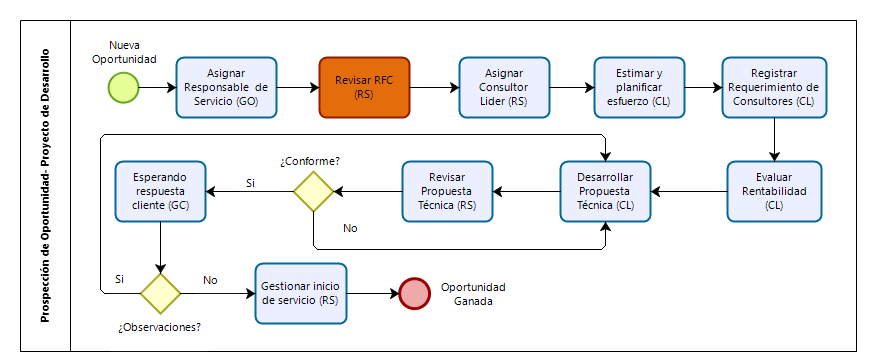 Prospección de Oportunidad- Proyecto de Desarrollo
Nueva
Oportunidad
Asignar
Responsable de
Servicio (GO)
Revisar RFC
(RS)
Asignar
Consultor
Lider (RS)
Estimar y
planificar
esfuerzo (CL)
Registrar
Requerimiento de
Consultores (CL)
Evaluar
Rentabilidad
(CL)
Desarrollar
Propuesta
Técnica (CL)
Revisar
Propuesta
Técnica (RS)
¿Conforme?
Si
No
Esperando
respuesta
cliente (GC)
¿Observaciones?
Si
No
Gestionar inicio
de servicio (RS)
Oportunidad
Ganada